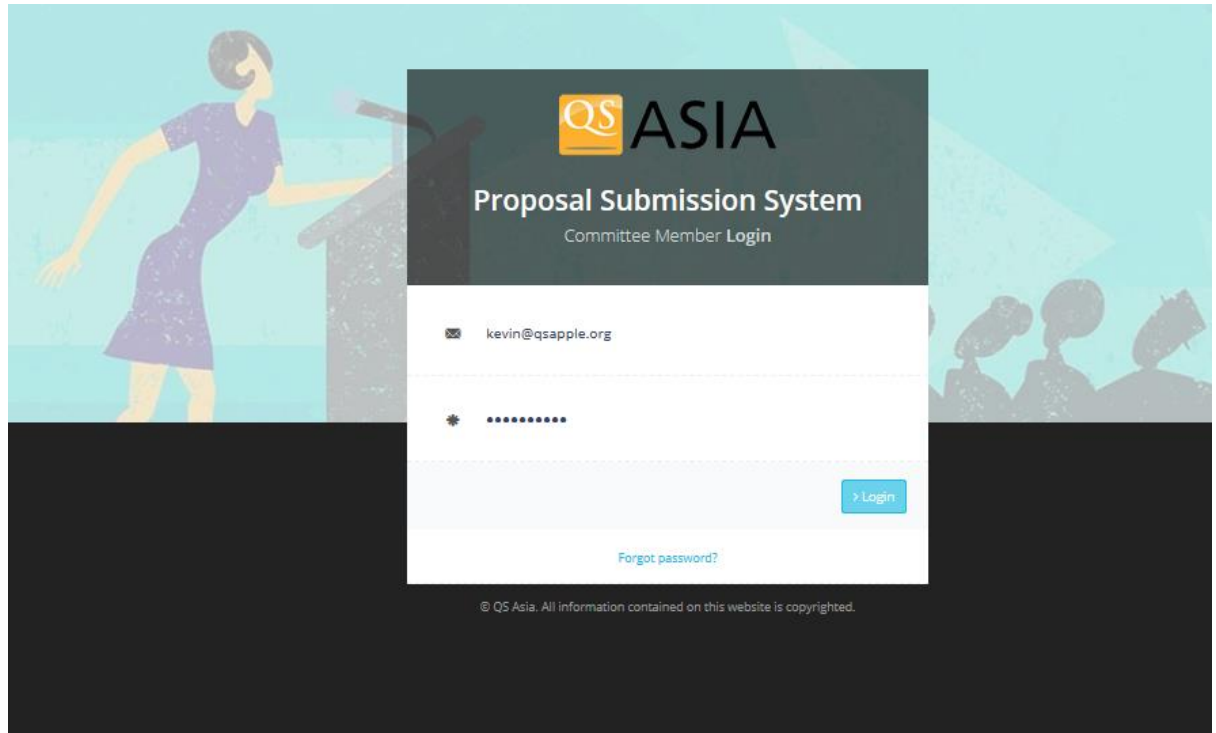 QS ASIA
Proposal Submission System
Committee Member Login
kevin@qsapple.org
••••••••••
> Login
Forgot password?
© QS Asia. All information contained on this website is copyrighted.